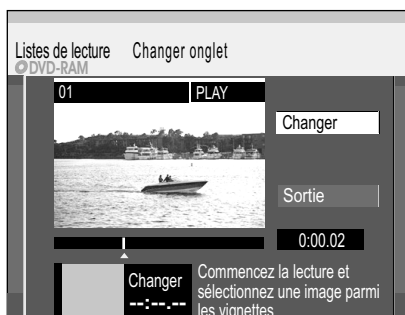 Listes de lecture Changer onglet
DVD-RAM
01 PLAY
Changer
Sortie
0:00.02
Changer
--:--.--
Commencez la lecture et
sélectionnez une image parmi
les vignettes